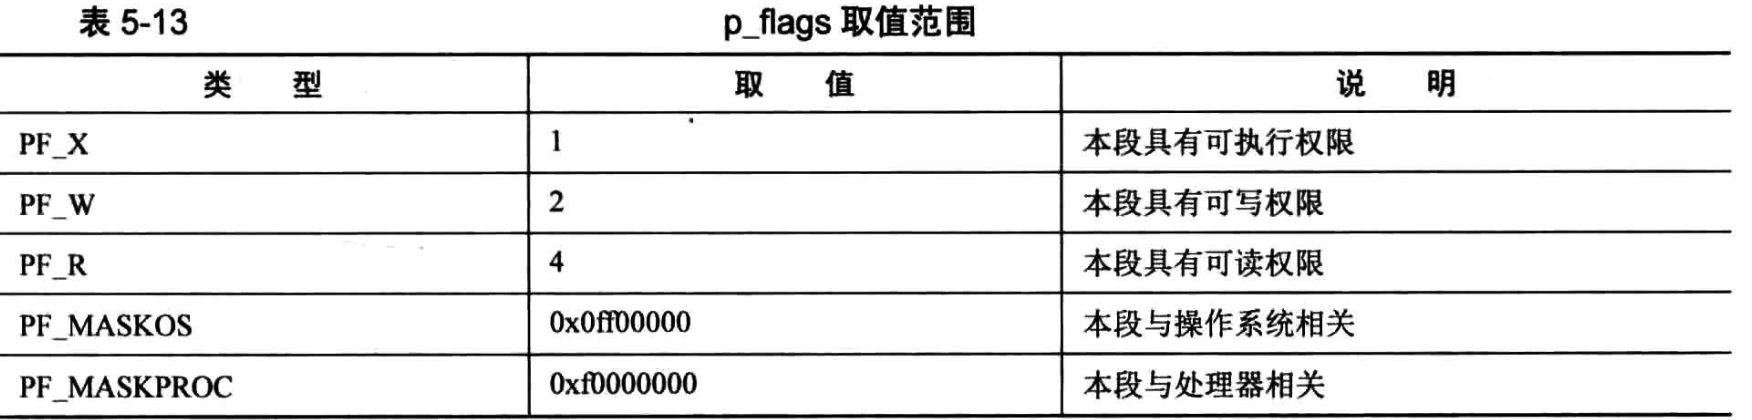 表 5-13 p_flags 取值范围
类 型 取 值 说 明
PF_X 1 本段具有可执行权限
PF_W 2 本段具有可写权限
PF_R 4 本段具有可读权限
PF_MASKOS 0x0ff00000 本段与操作系统相关
PF_MASKPROC 0xf0000000 本段与处理器相关